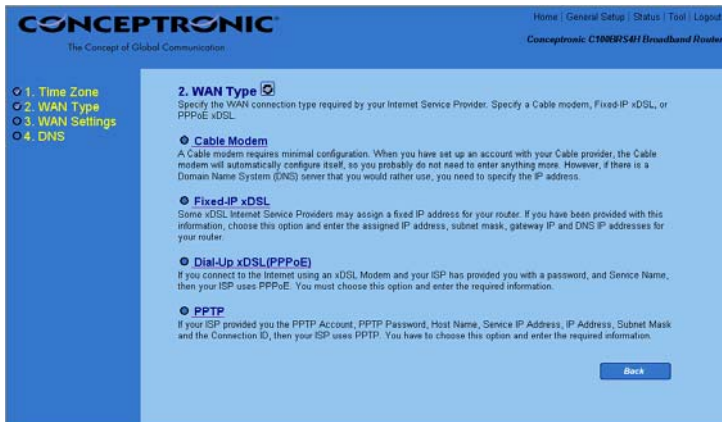 CONCEPTRONIC
The Concept of Global Communication
Home | General Setup | Status | Tool | Logout
Conceptronic C100BRS4H Broadband Router
1. Time Zone
2. WAN Type
3. WAN Settings
4. DNS
2. WAN Type
Specify the WAN connection type required by your Internet Service Provider. Specify a Cable modem, Fixed-IP xDSL, or
PPPoE xDSL
Cable Modem
A Cable modem requires minimal configuration. When you have set up an account with your Cable provider, the Cable
modem will automatically configure itself, so you probably do not need to enter anything more. However, if there is a
Domain Name System (DNS) server that you would rather use, you need to specify the IP address.
Fixed-IP xDSL
Some xDSL Internet Service Providers may assign a fixed IP address for your router. If you have been provided with this
information, choose this option and enter the assigned IP address, subnet mask, gateway IP and DNS IP addresses for
your router.
Dial-Up xDSL(PPPoE)
If you connect to the Internet using an xDSL Modem and your ISP has provided you with a password, and Service Name,
then your ISP uses PPPoE. You must choose this option and enter the required information.
PPTP
If your ISP provided you the PPTP Account, PPTP Password, Host Name, Service IP Address, IP Address, Subnet Mask
and the Connection ID, then your ISP uses PPTP. You have to choose this option and enter the required information.
Back